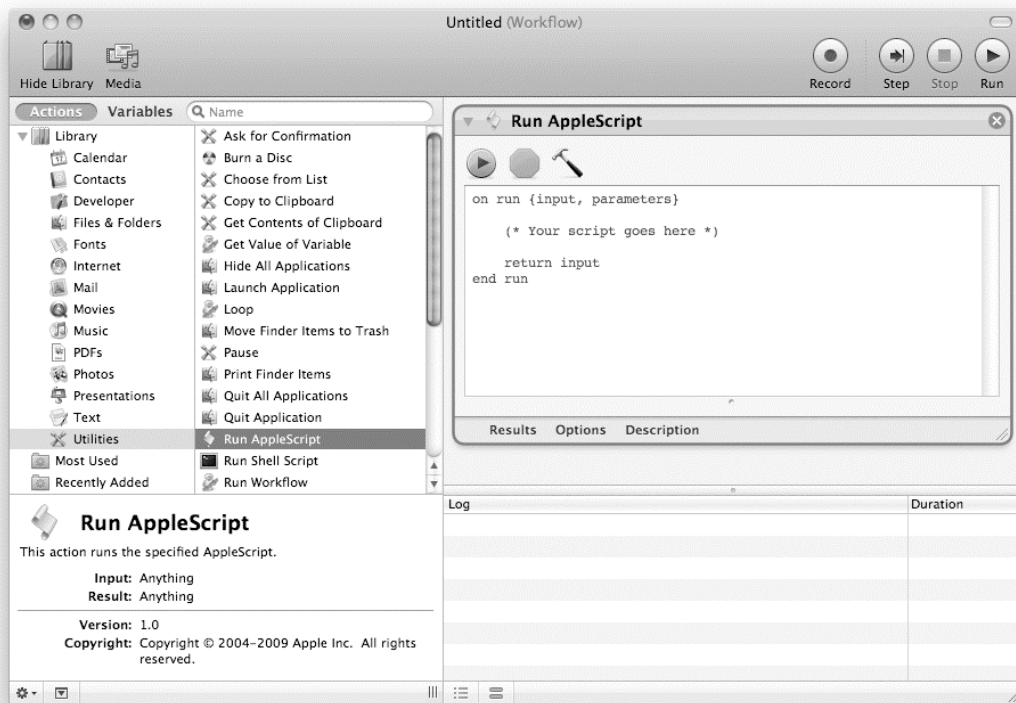 Untitled (Workflow)
Hide Library
Media
Record
Step
Stop
Run
Actions
Variables
Name
Library
Calendar
Contacts
Developer
Files & Folders
Fonts
Internet
Mail
Movies
Music
PDFs
Photos
Presentations
Text
Utilities
Most Used
Recently Added
Ask for Confirmation
Burn a Disc
Choose from List
Copy to Clipboard
Get Contents of Clipboard
Get Value of Variable
Hide All Applications
Launch Application
Loop
Move Finder Items to Trash
Pause
Print Finder Items
Quit All Applications
Quit Application
Run AppleScript
Run Shell Script
Run Workflow
Run AppleScript
This action runs the specified AppleScript.
Input: Anything
Result: Anything
Version: 1.0
Copyright: Copyright © 2004-2009 Apple Inc. All rights
reserved.
Run AppleScript
on run {input, parameters}
(* Your script goes here *)
return input
end run
Results Options Description
Log
Duration